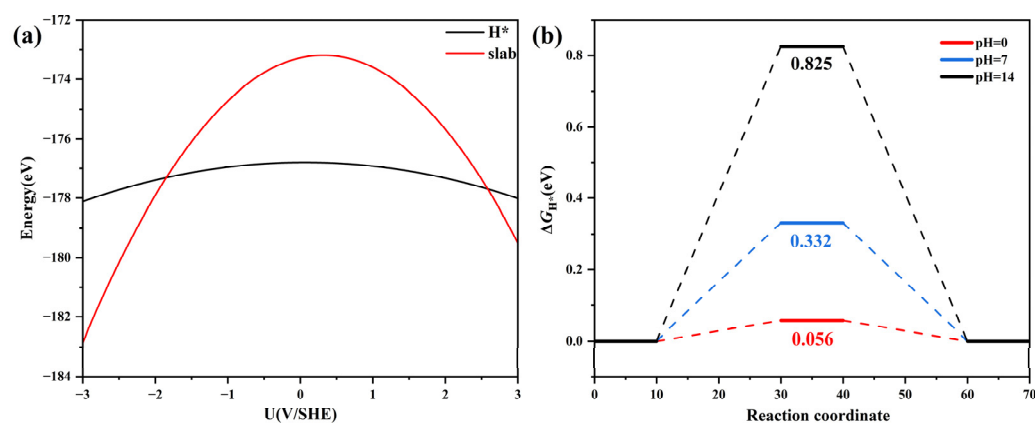 (a)
H*
slab
Energy(eV)
−172
−174
−176
−178
−180
−182
−184
−3
−2
−1
0
1
2
3
U(V/SHE)
(b)
pH=0
pH=7
pH=14
ΔG_H*(eV)
0.8
0.6
0.4
0.2
0.0
0.825
0.332
0.056
0
10
20
30
40
50
60
70
Reaction coordinate